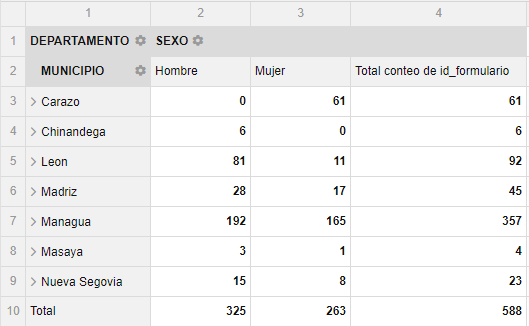 1 2 3 4
1 DEPARTAMENTO SEXO
2 MUNICIPIO Hombre Mujer Total conteo de id_formulario
3 Carazo 0 61 61
4 Chinandega 6 0 6
5 Leon 81 11 92
6 Madriz 28 17 45
7 Managua 192 165 357
8 Masaya 3 1 4
9 Nueva Segovia 15 8 23
10 Total 325 263 588